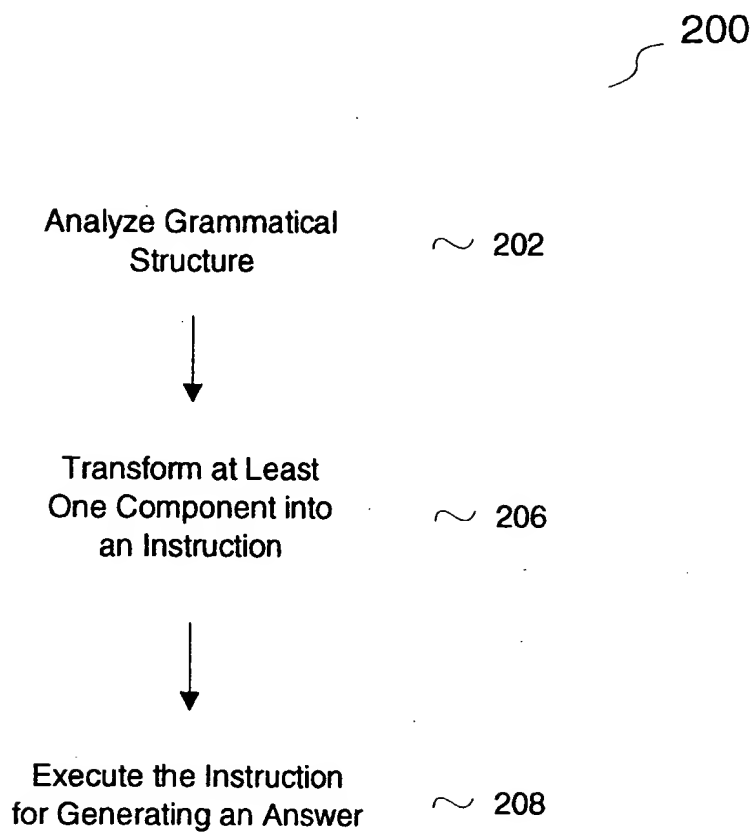 200
Analyze Grammatical
Structure
202
Transform at Least
One Component into
an Instruction
206
Execute the Instruction
for Generating an Answer
208